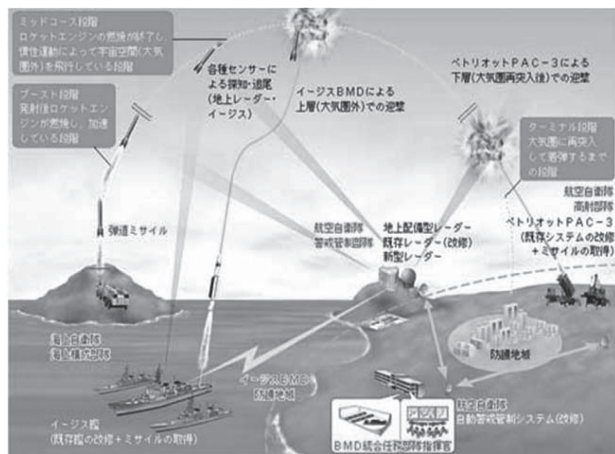 ミッドコース段階
ロケットエンジンの燃焼が終了し、
慣性運動によって宇宙空間(大気
圏外)を飛行している段階
ブースト段階
発射後ロケットエンジ
ンが燃焼し、加速
している段階
各種センサーに
よる探知・追尾
(地上レーダー・
イージス)
イージスBMDによる
上層(大気圏外)での迎撃
ペトリオットPAC-3による
下層(大気圏再突入後)での迎撃
ターミナル段階
大気圏に再突入
して着弾するまで
の段階
弾道ミサイル
航空自衛隊
警戒管制部隊
地上配備型レーダー
既存レーダー(改修)
新型レーダー
航空自衛隊
高射部隊
ペトリオットPAC-3
(既存システムの改修
+ミサイルの取得)
海上自衛隊
海上構成部隊
イージスBMD
防護地域
防護地域
イージス艦
(既存艦の改修+ミサイルの取得)
航空自衛隊
自動警戒管制システム(改修)
BMD統合任務部隊指揮官